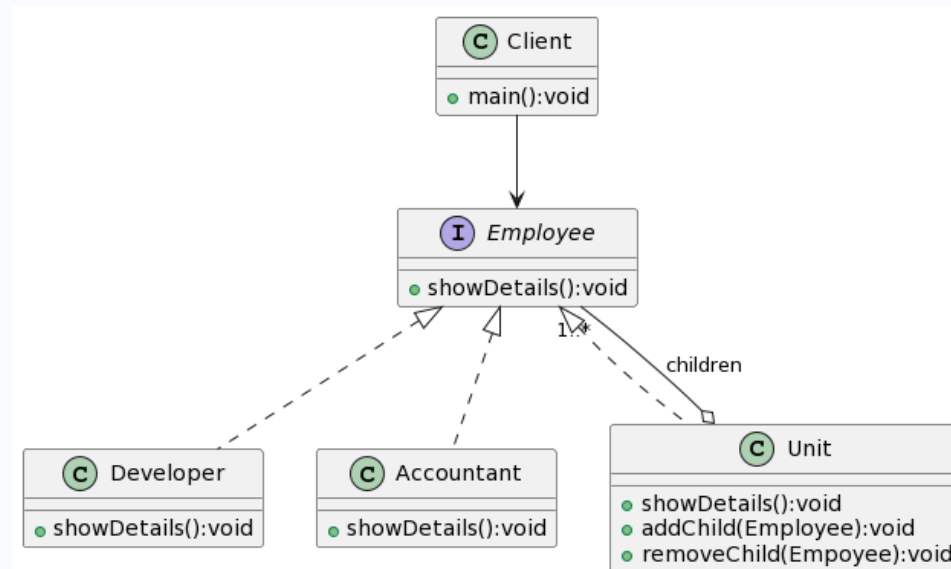 C Client
main():void
I Employee
showDetails():void
1..*
children
C Developer
showDetails():void
C Accountant
showDetails():void
C Unit
showDetails():void
addChild(Employee):void
removeChild(Empoyee):void